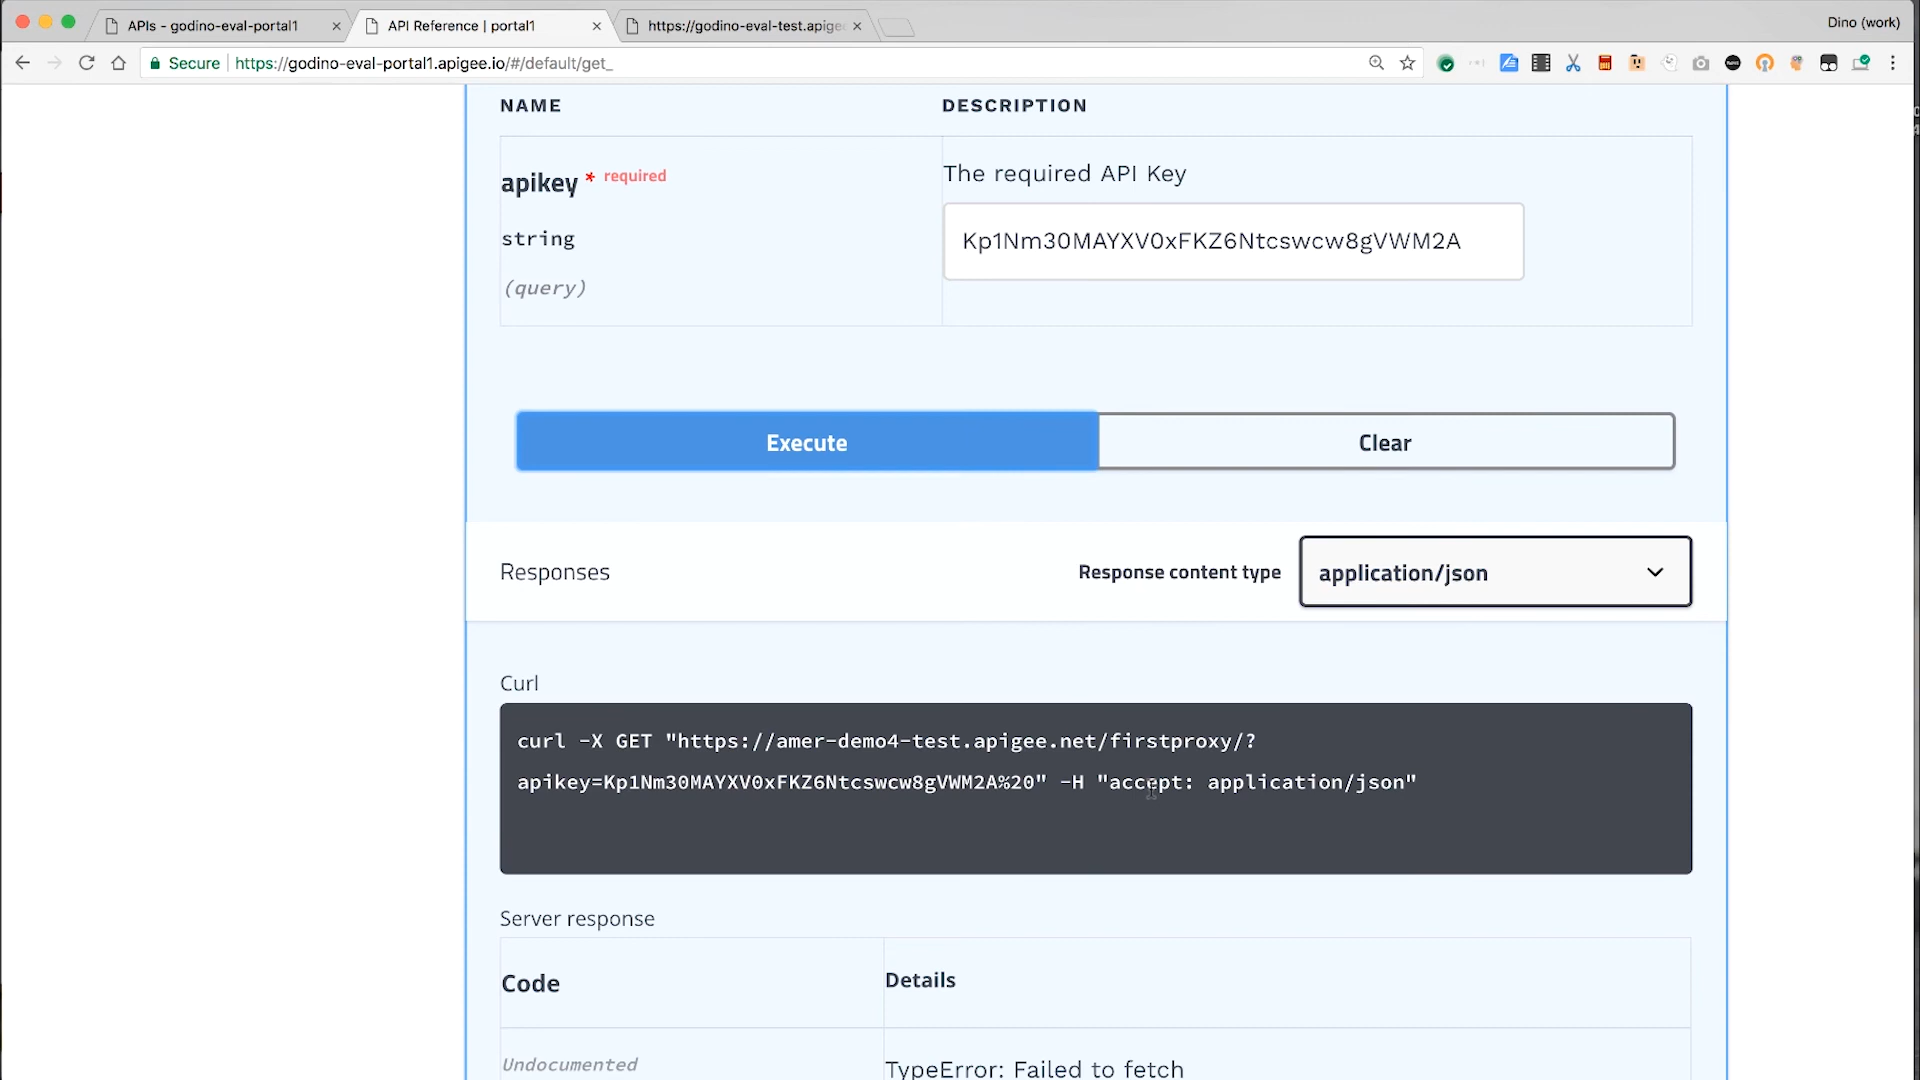 APIs - godino-eval-portal1
API Reference | portal1
https://godino-eval-test.apige
Dino (work)
Secure
https://godino-eval-portal1.apigee.io/#/default/get_
NAME
DESCRIPTION
apikey * required
string
(query)
The required API Key
Kp1Nm30MAYXV0xFKZ6Ntcswcw8gVWM2A
Execute
Clear
Responses
Response content type
application/json
Curl
curl -X GET "https://amer-demo4-test.apigee.net/firstproxy/?
apikey=Kp1Nm30MAYXV0xFKZ6Ntcswcw8gVWM2A%20" -H "accept: application/json"
Server response
Code
Details
Undocumented
TypeError: Failed to fetch